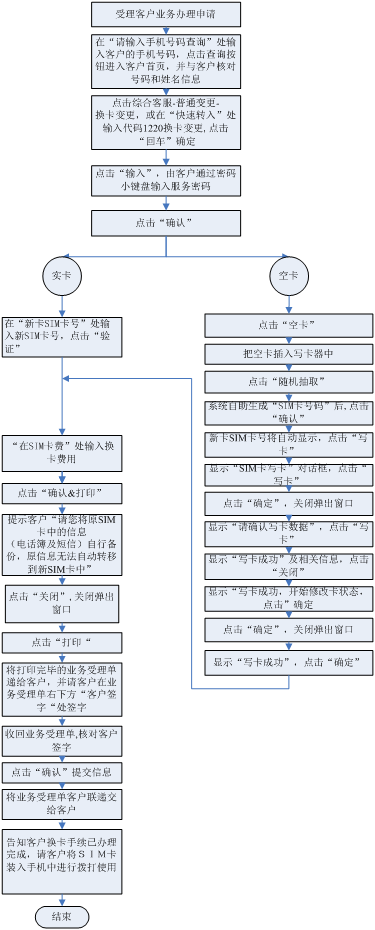 受理客户业务办理申请
在“请输入手机号码查询”处输
入客户的手机号码，点击查询按
钮进入客户首页，并与客户核对
号码和姓名信息
点击综合客服-普通变更-
换卡变更，或在“快速转入”处
输入代码1220换卡变更,点击
“回车”确定
点击“输入”，由客户通过密码
小键盘输入服务密码
点击“确认”
实卡
在“新卡SIM卡号”处输
入新SIM卡号，点击“验
证”
“在SIM卡费”处输入换
卡费用
点击“确认&打印”
提示客户“请您将原SIM
卡中的信息
（电话簿及短信）自行备
份，原信息无法自动转移
到新SIM卡中”
点击“关闭”,关闭弹出
窗口
点击“打印“
将打印完毕的业务受理单
递给客户，并请客户在业
务受理单右下方“客户签
字“处签字
收回业务受理单,核对客户
签字
点击“确认”提交信息
将业务受理单客户联递交
给客户
告知客户换卡手续已办理
完成，请客户将ＳＩＭ卡
装入手机中进行拨打使用
结束
空卡
点击“空卡”
把空卡插入写卡器中
点击“随机抽取”
系统自助生成“SIM卡号码”后,点击
“确认”
新卡SIM卡号将自动显示，点击“写
卡”
显示“SIM卡写卡”对话框，点击“
写卡”
点击“确定”，关闭弹出窗口
显示“请确认写卡数据”，点击“写
卡”
显示“写卡成功”及相关信息，点击
“关闭”
显示“写卡成功，开始修改卡状态，
点击”确定
点击“确定”，关闭弹出窗口
显示“写卡成功”，点击“确定”